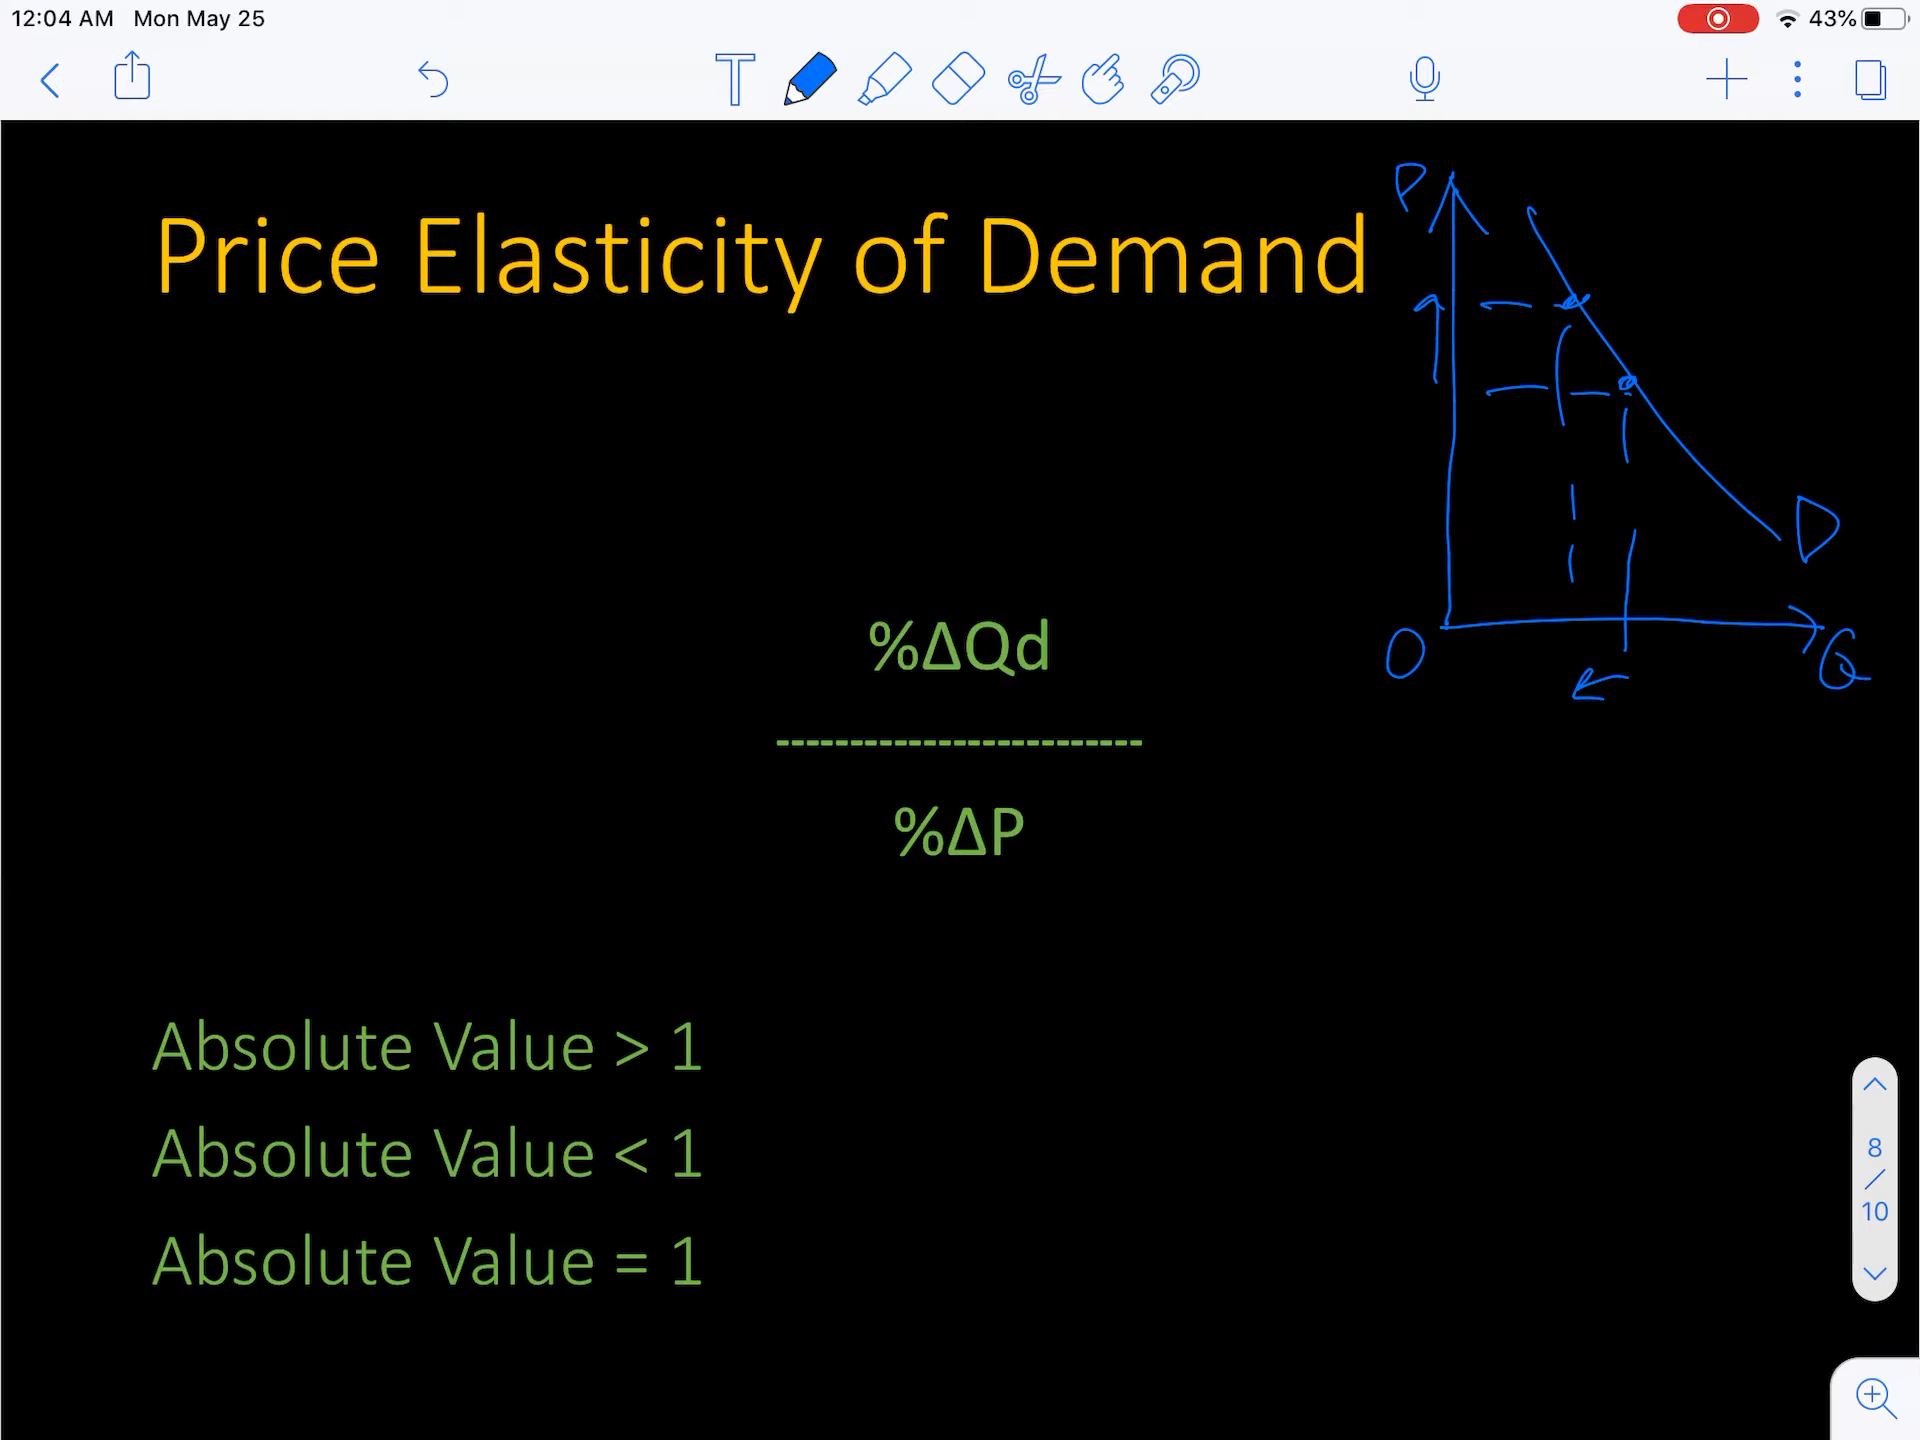 12:04 AM Mon May 25
43%
P
Price Elasticity of Demand
D
%ΔQd
O
Q
-------------------------
%ΔP
Absolute Value > 1
Absolute Value < 1
Absolute Value = 1
8
/
10